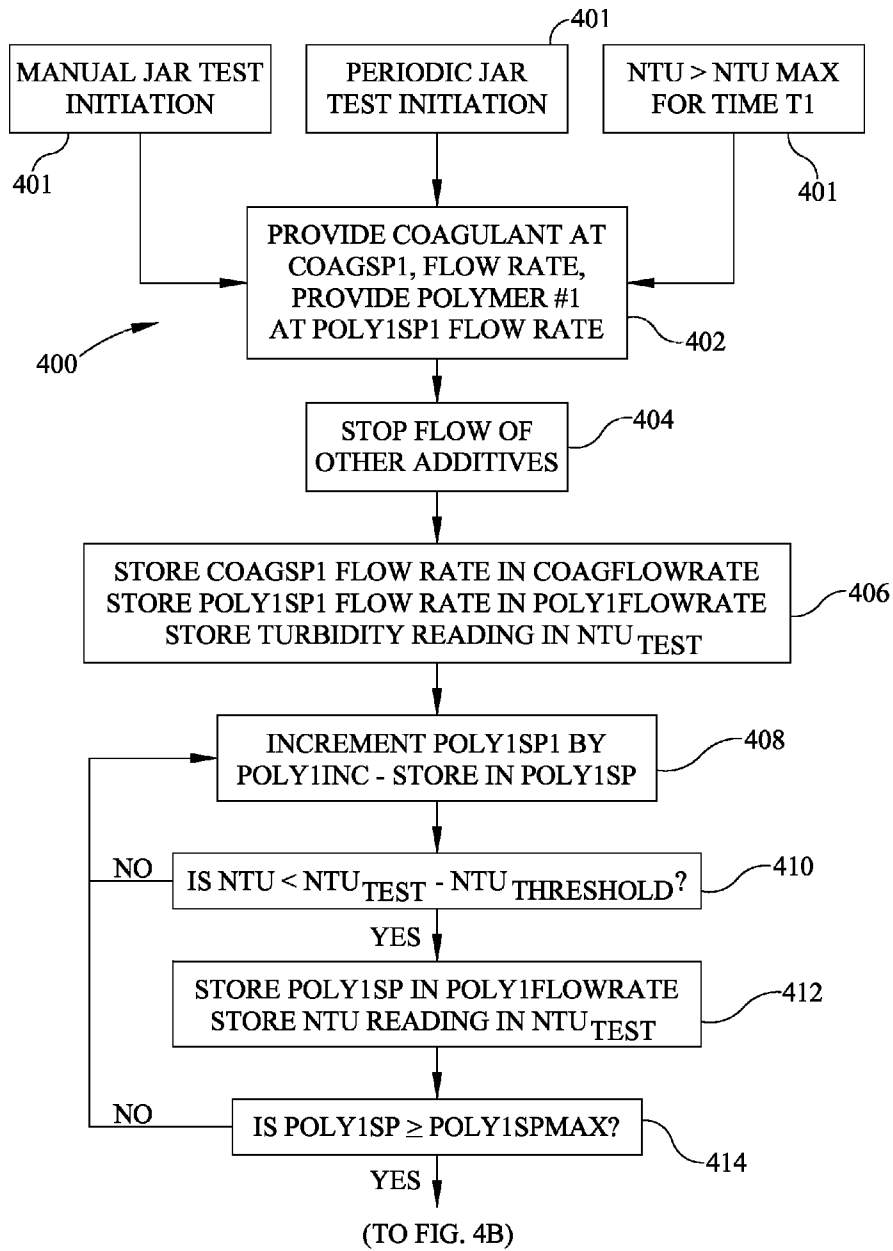 401
MANUAL JAR TEST
INITIATION
401
PERIODIC JAR
TEST INITIATION
NTU > NTU MAX
FOR TIME T1
401
PROVIDE COAGULANT AT
COAGSP1, FLOW RATE,
PROVIDE POLYMER #1
AT POLY1SP1 FLOW RATE
402
400
STOP FLOW OF
OTHER ADDITIVES
404
STORE COAGSP1 FLOW RATE IN COAGFLOWRATE
STORE POLY1SP1 FLOW RATE IN POLY1FLOWRATE
STORE TURBIDITY READING IN NTU TEST
406
INCREMENT POLY1SP1 BY
POLY1INC - STORE IN POLY1SP
408
NO
IS NTU < NTU TEST - NTU THRESHOLD?
410
YES
STORE POLY1SP IN POLY1FLOWRATE
STORE NTU READING IN NTU TEST
412
NO
IS POLY1SP ≥ POLY1SPMAX?
414
YES
(TO FIG. 4B)